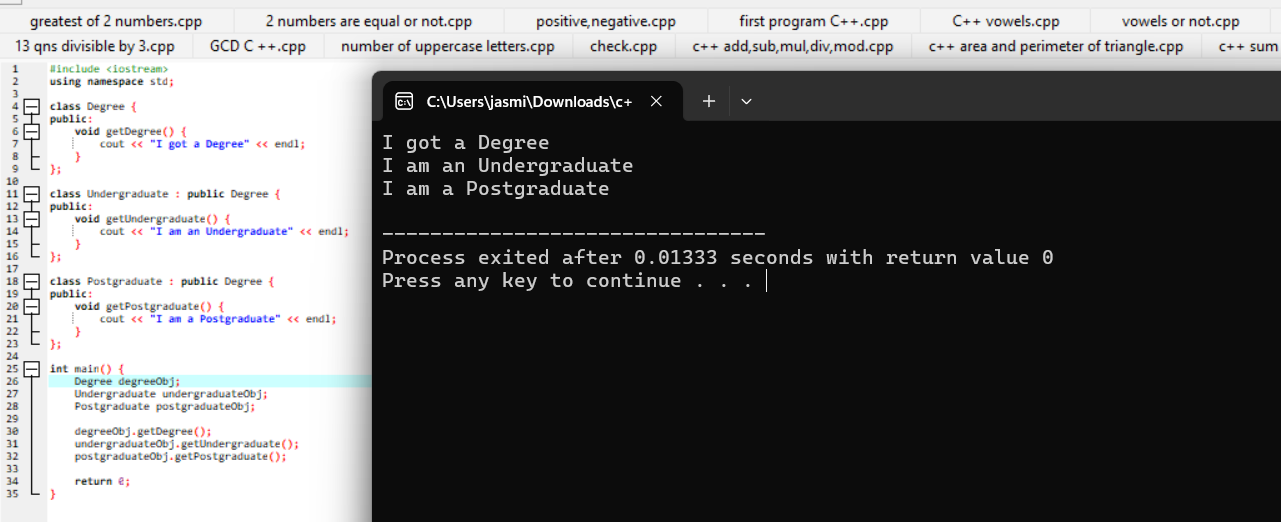 greatest of 2 numbers.cpp 2 numbers are equal or not.cpp positive,negative.cpp first program C++.cpp C++ vowels.cpp vowels or not.cpp
13 qns divisible by 3.cpp GCD C ++.cpp number of uppercase letters.cpp check.cpp c++ add,sub,mul,div,mod.cpp c++ area and perimeter of triangle.cpp c++ sum
1 #include <iostream>
2 using namespace std;
3
4 class Degree {
5 public:
6 void getDegree() {
7 cout << "I got a Degree" << endl;
8 }
9 };
10
11 class Undergraduate : public Degree {
12 public:
13 void getUndergraduate() {
14 cout << "I am an Undergraduate" << endl;
15 }
16 };
17
18 class Postgraduate : public Degree {
19 public:
20 void getPostgraduate() {
21 cout << "I am a Postgraduate" << endl;
22 }
23 };
24
25 int main() {
26 Degree degreeObj;
27 Undergraduate undergraduateObj;
28 Postgraduate postgraduateObj;
29
30 degreeObj.getDegree();
31 undergraduateObj.getUndergraduate();
32 postgraduateObj.getPostgraduate();
33
34 return 0;
35 }
C:\Users\jasmi\Downloads\c+
I got a Degree
I am an Undergraduate
I am a Postgraduate
--------------------------------
Process exited after 0.01333 seconds with return value 0
Press any key to continue . . .